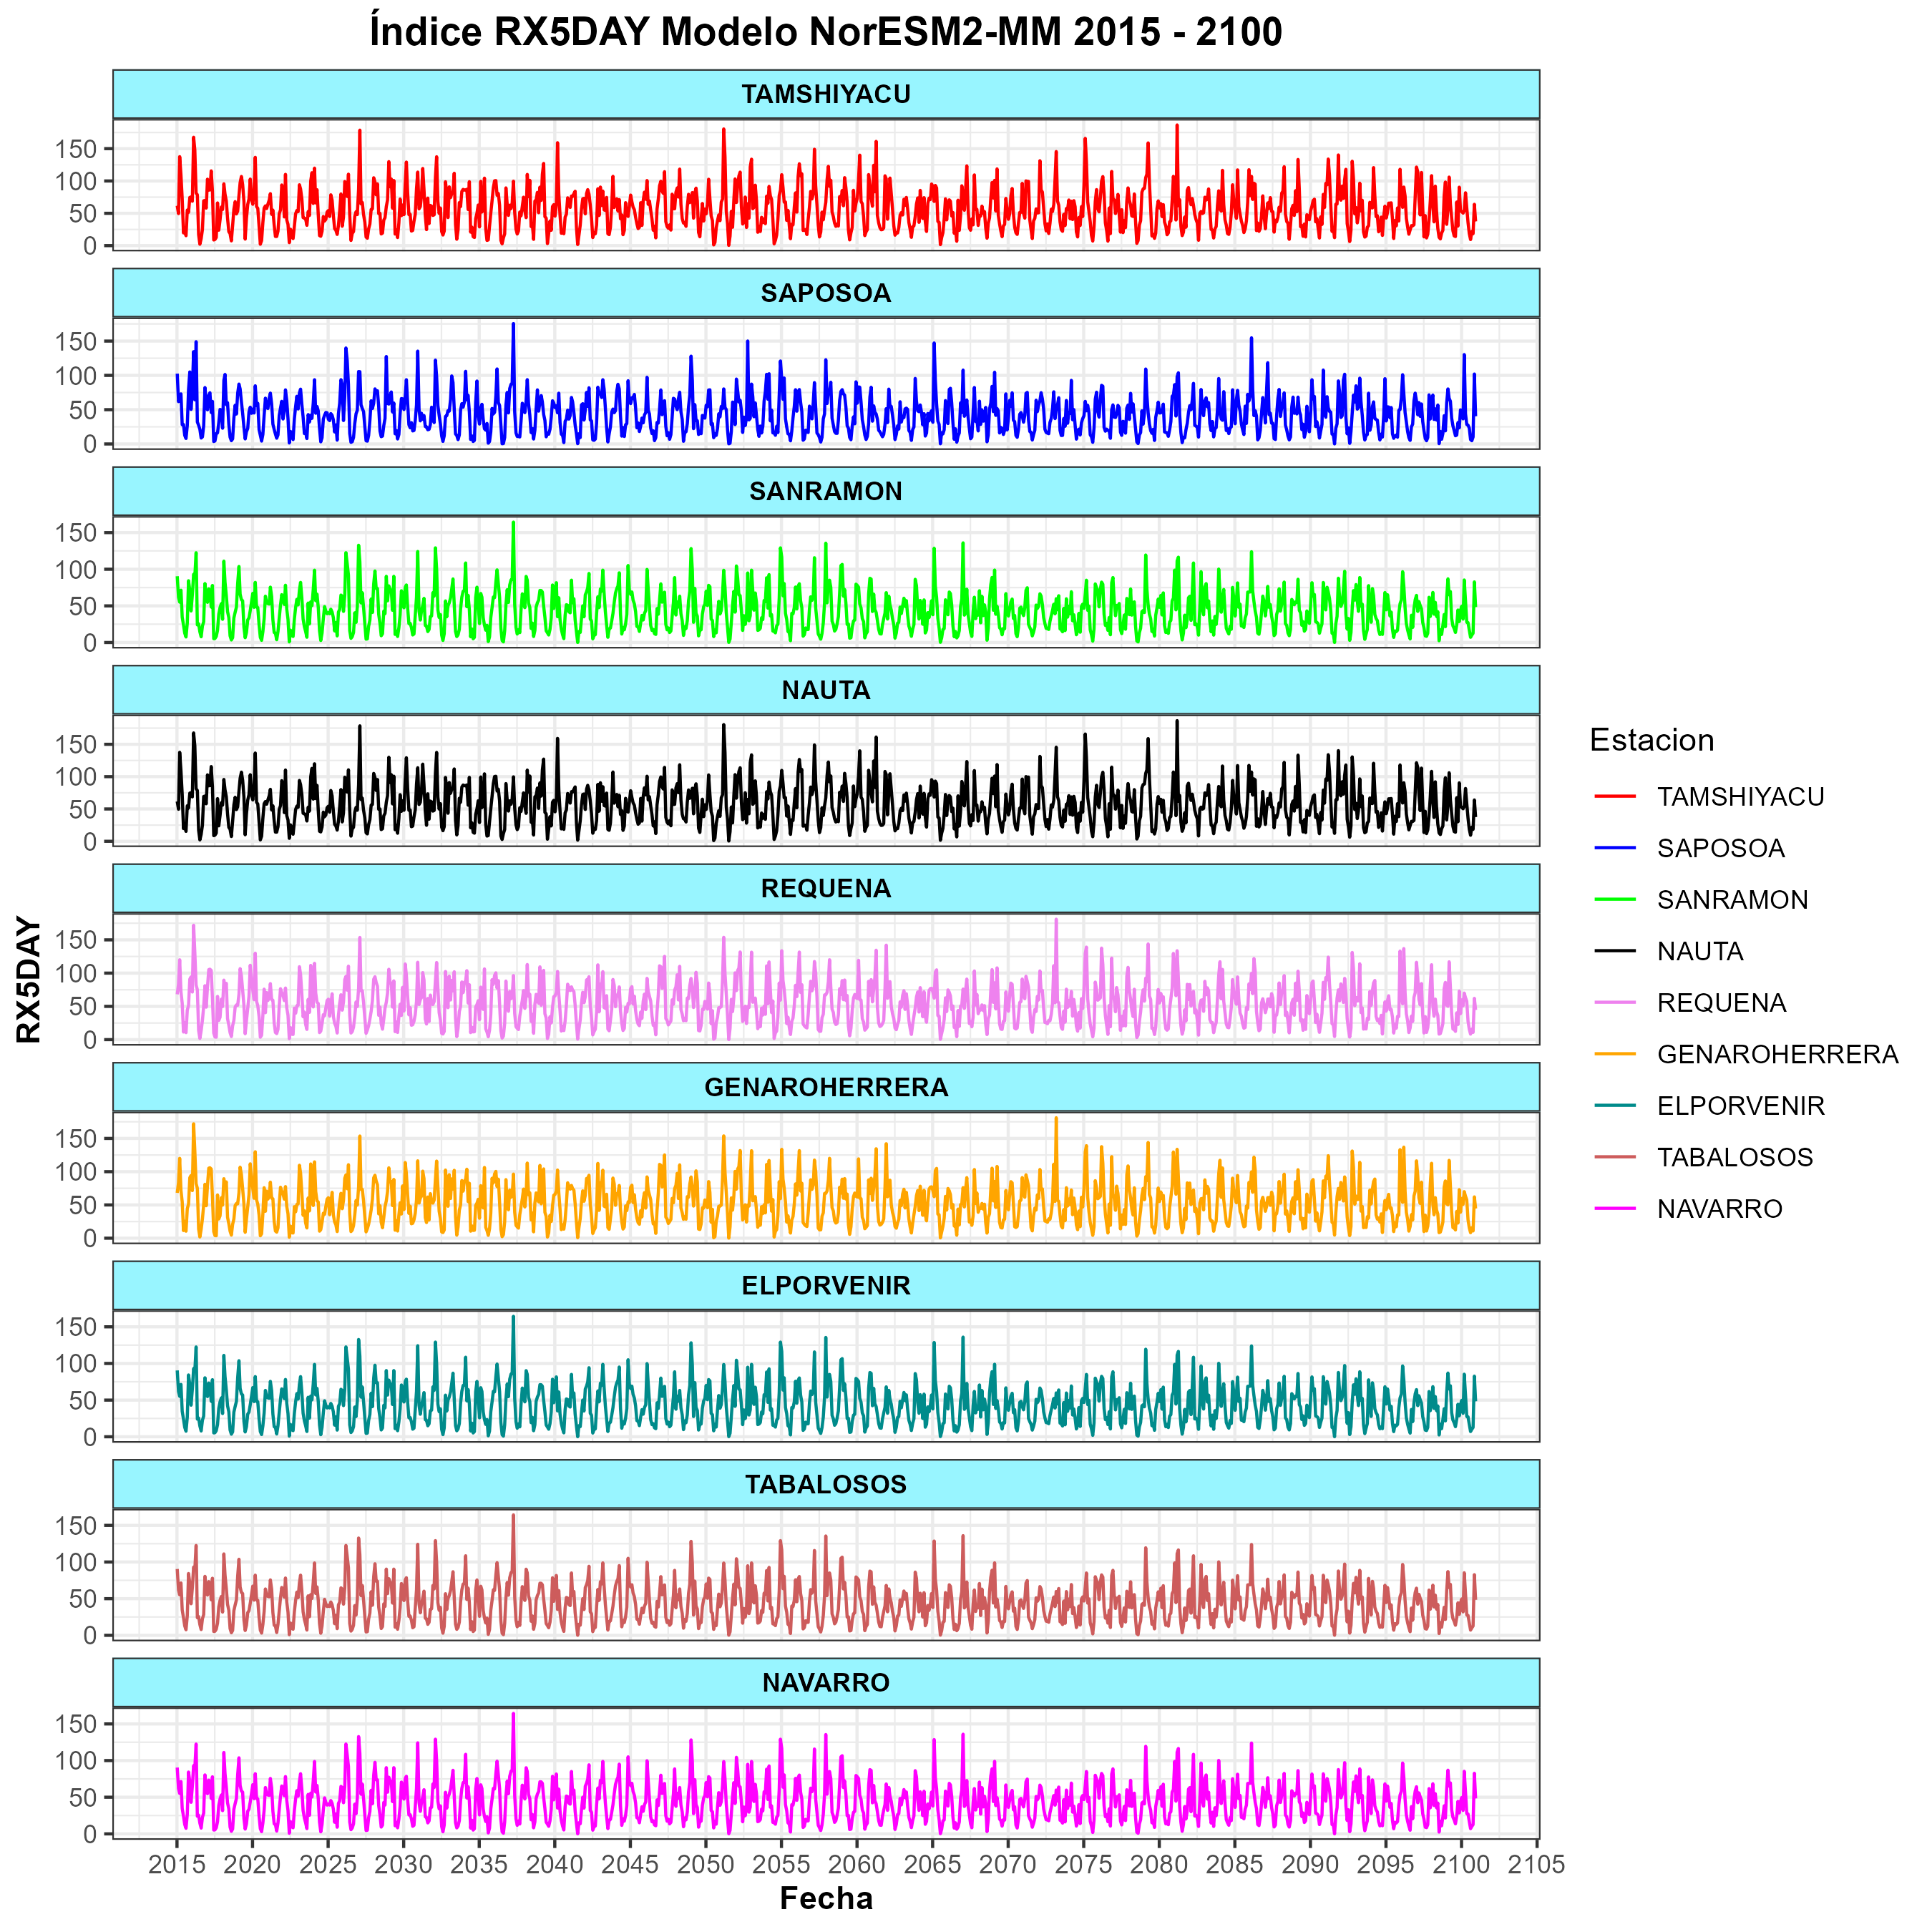 Índice RX5DAY Modelo NorESM2-MM 2015 - 2100
TAMSHIYACU
150
100
50
0
SAPOSOA
150
100
50
0
SANRAMON
150
100
50
0
NAUTA
150
100
50
0
REQUENA
150
100
50
0
GENAROHERRERA
150
100
50
0
ELPORVENIR
150
100
50
0
TABALOSOS
150
100
50
0
NAVARRO
150
100
50
0
2015 2020 2025 2030 2035 2040 2045 2050 2055 2060 2065 2070 2075 2080 2085 2090 2095 2100 2105
Fecha
RX5DAY
Estacion
TAMSHIYACU
SAPOSOA
SANRAMON
NAUTA
REQUENA
GENAROHERRERA
ELPORVENIR
TABALOSOS
NAVARRO